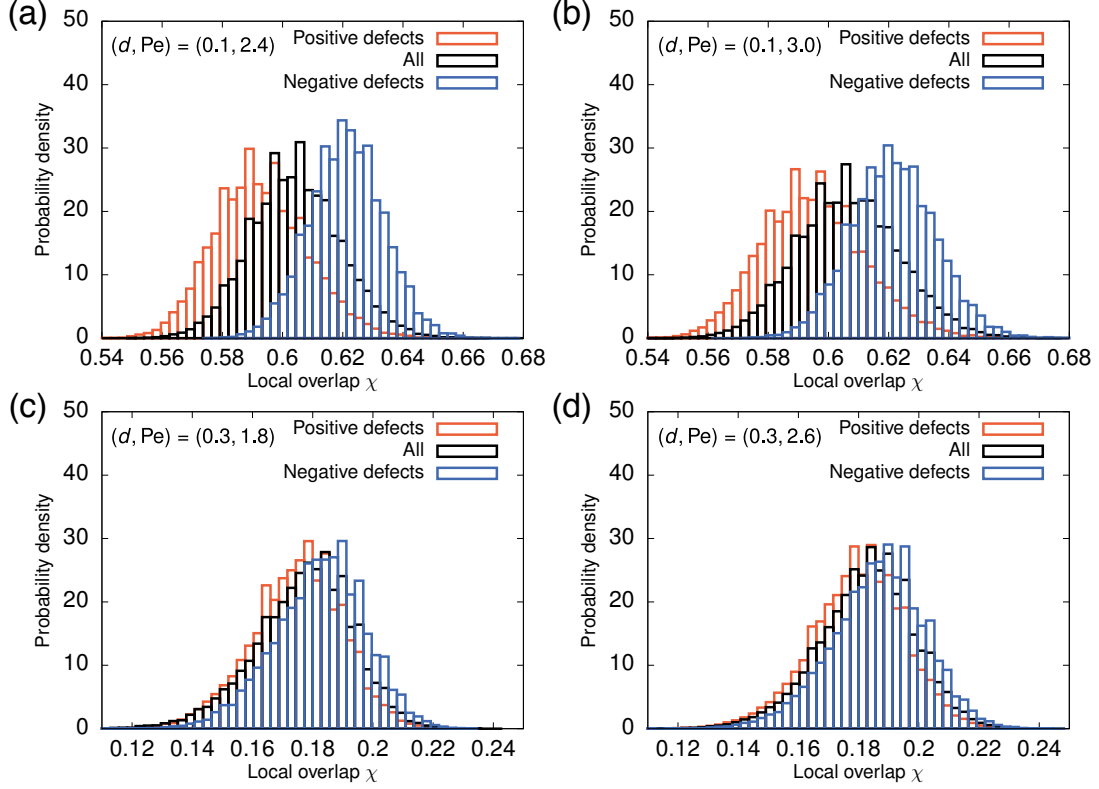 (a)
(d, Pe) = (0.1, 2.4)
Positive defects
All
Negative defects
Probability density
50
40
30
20
10
0
0.54 0.56 0.58 0.6 0.62 0.64 0.66 0.68
Local overlap χ
(b)
(d, Pe) = (0.1, 3.0)
Positive defects
All
Negative defects
Probability density
50
40
30
20
10
0
0.54 0.56 0.58 0.6 0.62 0.64 0.66 0.68
Local overlap χ
(c)
(d, Pe) = (0.3, 1.8)
Positive defects
All
Negative defects
Probability density
50
40
30
20
10
0
0.12 0.14 0.16 0.18 0.2 0.22 0.24
Local overlap χ
(d)
(d, Pe) = (0.3, 2.6)
Positive defects
All
Negative defects
Probability density
50
40
30
20
10
0
0.12 0.14 0.16 0.18 0.2 0.22 0.24
Local overlap χ